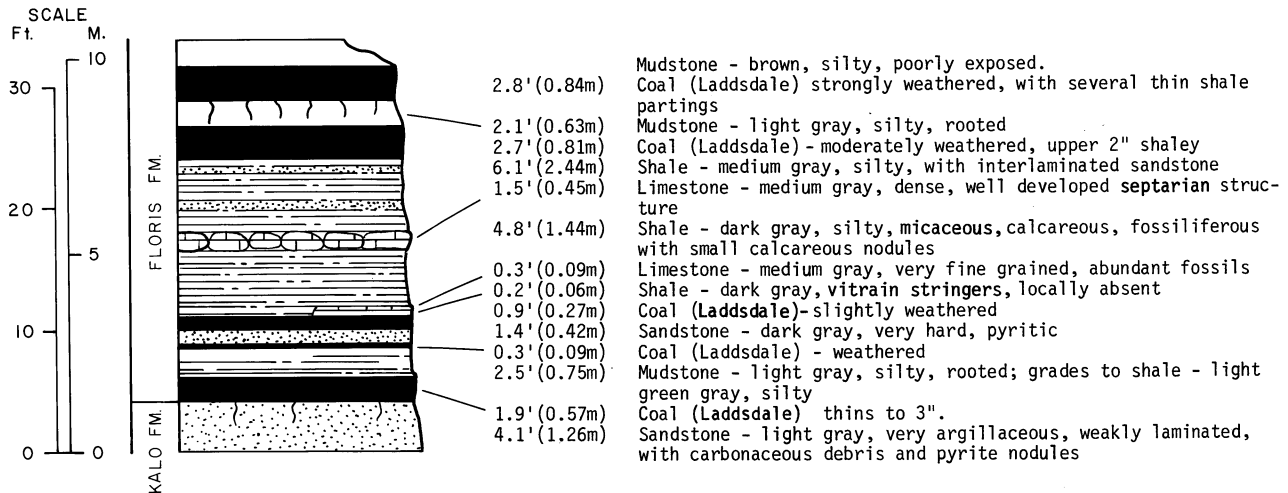 SCALE
Ft. M.
10
30
20
5
10
0 0
FLORIS FM.
KALO FM.
Mudstone - brown, silty, poorly exposed.
2.8'(0.84m) Coal (Laddsdale) strongly weathered, with several thin shale
partings
2.1'(0.63m) Mudstone - light gray, silty, rooted
2.7'(0.81m) Coal (Laddsdale) - moderately weathered, upper 2" shaley
6.1'(2.44m) Shale - medium gray, silty, with interlaminated sandstone
1.5'(0.45m) Limestone - medium gray, dense, well developed septarian struc-
ture
4.8'(1.44m) Shale - dark gray, silty, micaceous, calcareous, fossiliferous
with small calcareous nodules
0.3'(0.09m) Limestone - medium gray, very fine grained, abundant fossils
0.2'(0.06m) Shale - dark gray, vitrain stringers, locally absent
0.9'(0.27m) Coal (Laddsdale)-slightly weathered
1.4'(0.42m) Sandstone - dark gray, very hard, pyritic
0.3'(0.09m) Coal (Laddsdale) - weathered
2.5'(0.75m) Mudstone - light gray, silty, rooted; grades to shale - light
green gray, silty
1.9'(0.57m) Coal (Laddsdale) thins to 3".
4.1'(1.26m) Sandstone - light gray, very argillaceous, weakly laminated,
with carbonaceous debris and pyrite nodules